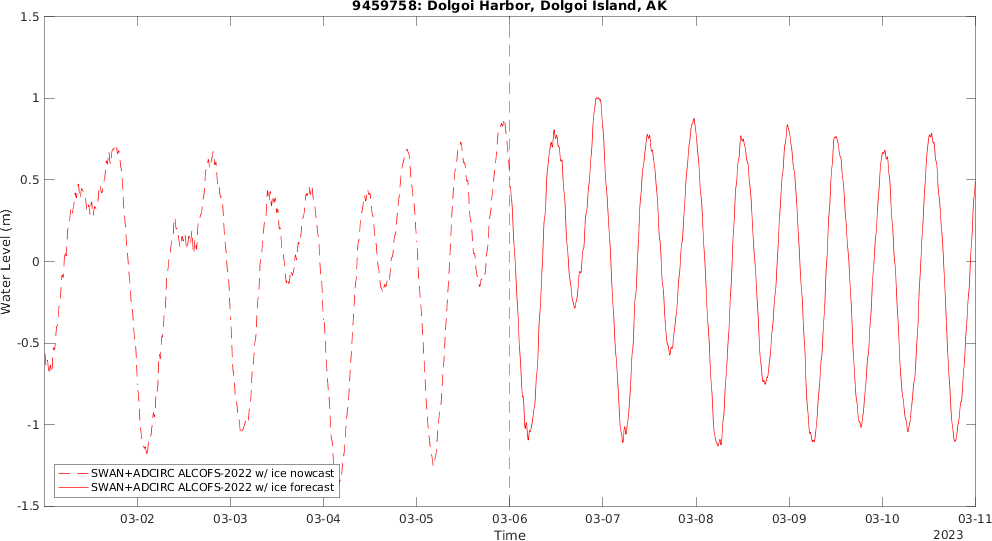 9459758: Dolgoi Harbor, Dolgoi Island, AK
1.5
1
0.5
0
-0.5
-1
-1.5
Water Level (m)
SWAN+ADCIRC ALCOFS-2022 w/ ice nowcast
SWAN+ADCIRC ALCOFS-2022 w/ ice forecast
03-02 03-03 03-04 03-05 03-06 03-07 03-08 03-09 03-10 03-11
Time
2023